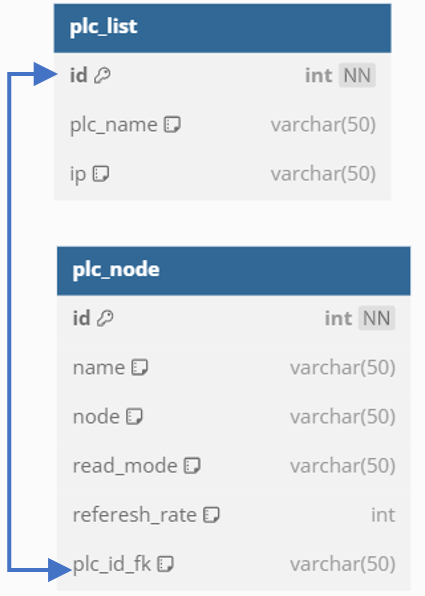 plc_list
id int NN
plc_name varchar(50)
ip varchar(50)
plc_node
id int NN
name varchar(50)
node varchar(50)
read_mode varchar(50)
referesh_rate int
plc_id_fk varchar(50)